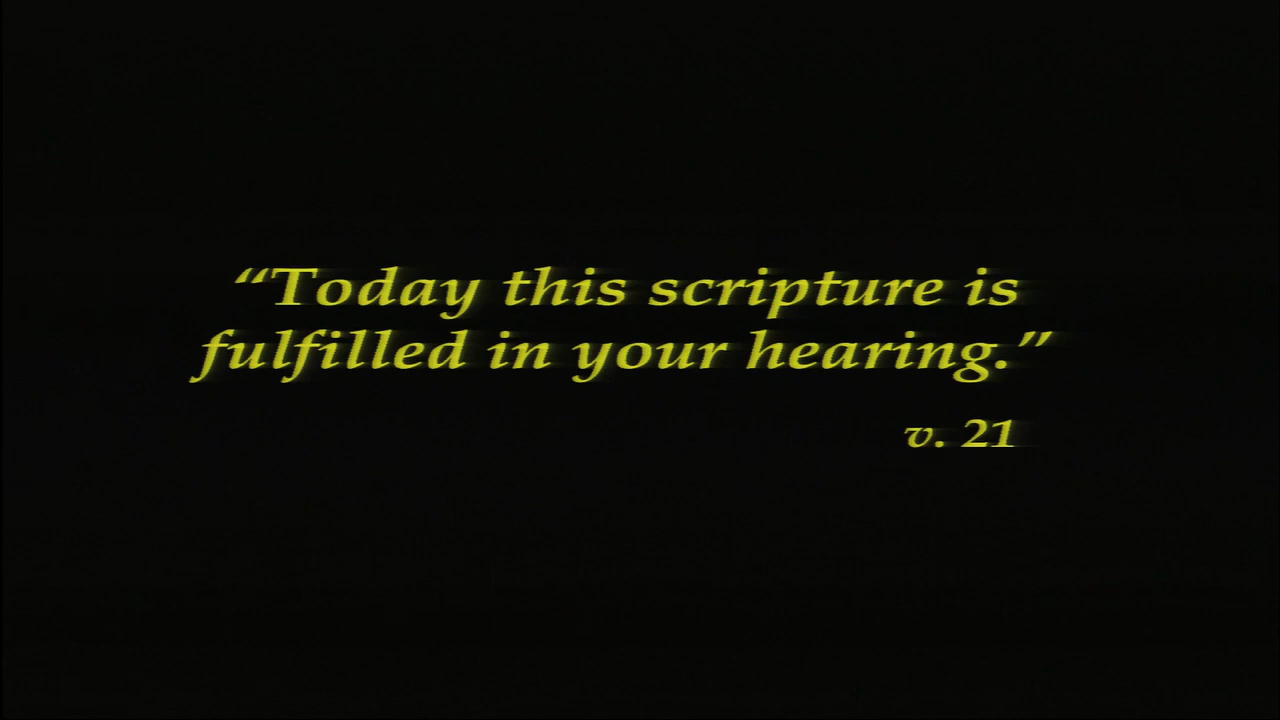 “Today this scripture is
fulfilled in your hearing.”
v. 21